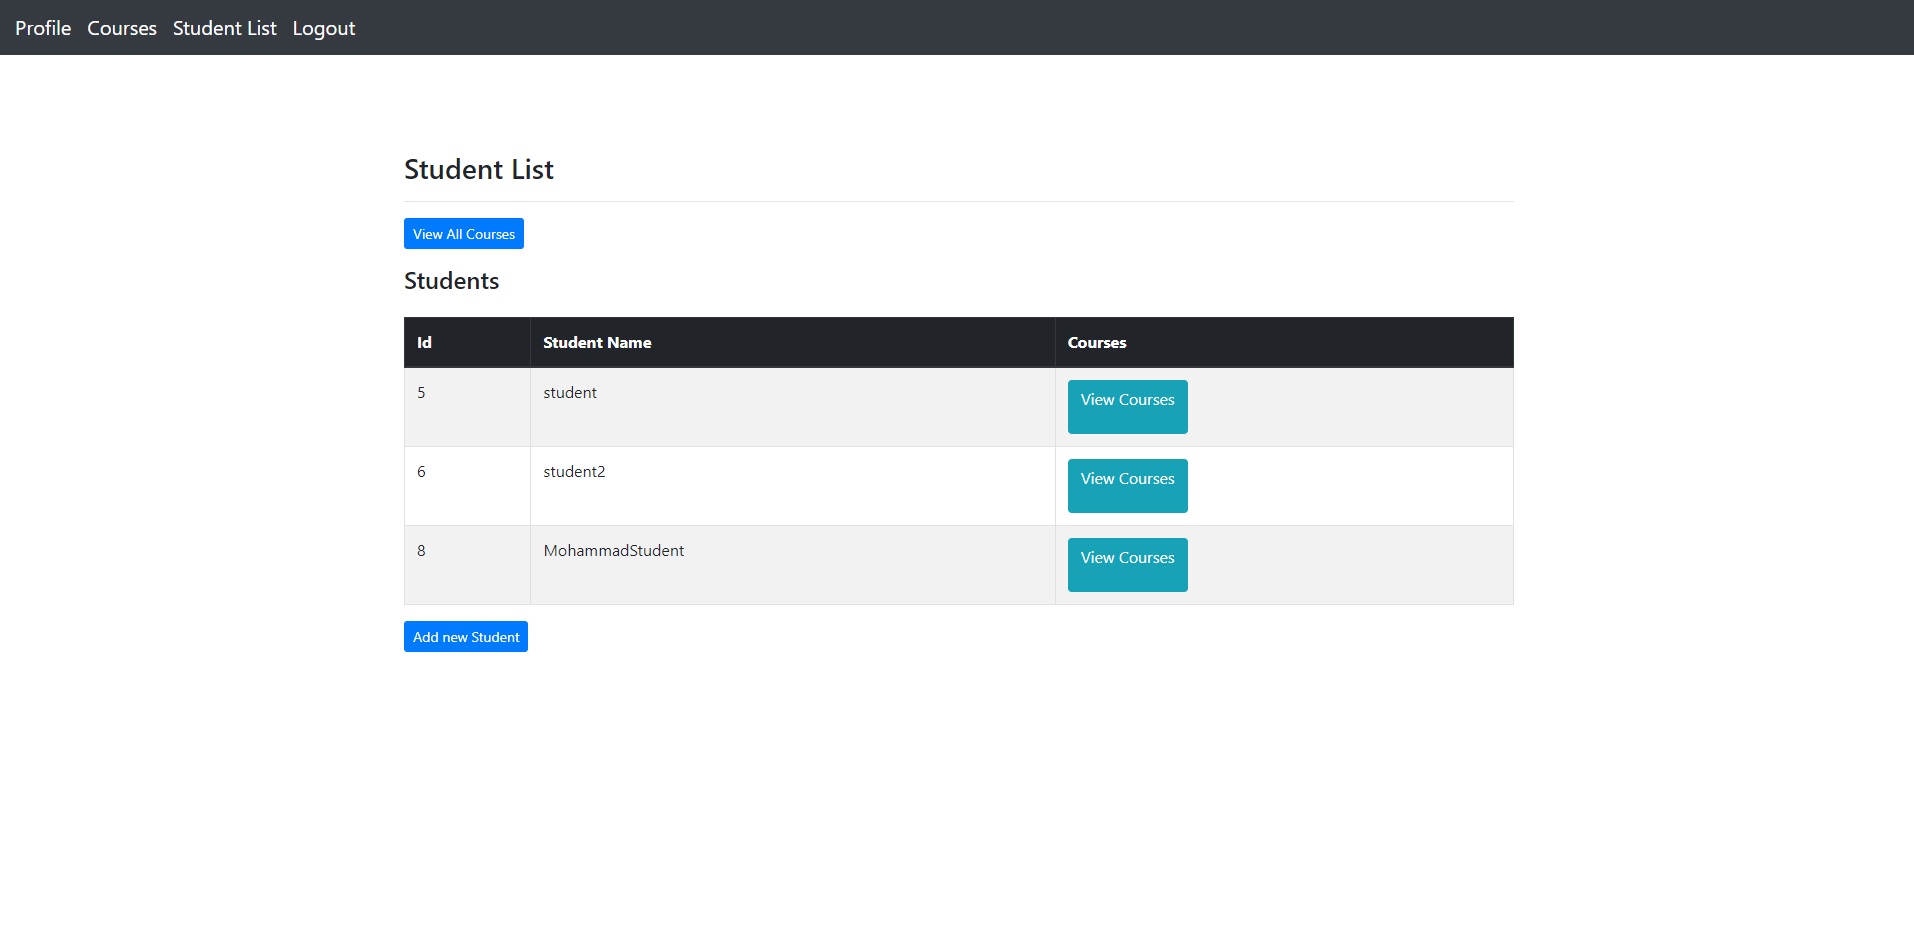 Profile Courses Student List Logout
Student List
View All Courses
Students
Id Student Name Courses
5 student View Courses
6 student2 View Courses
8 MohammadStudent View Courses
Add new Student